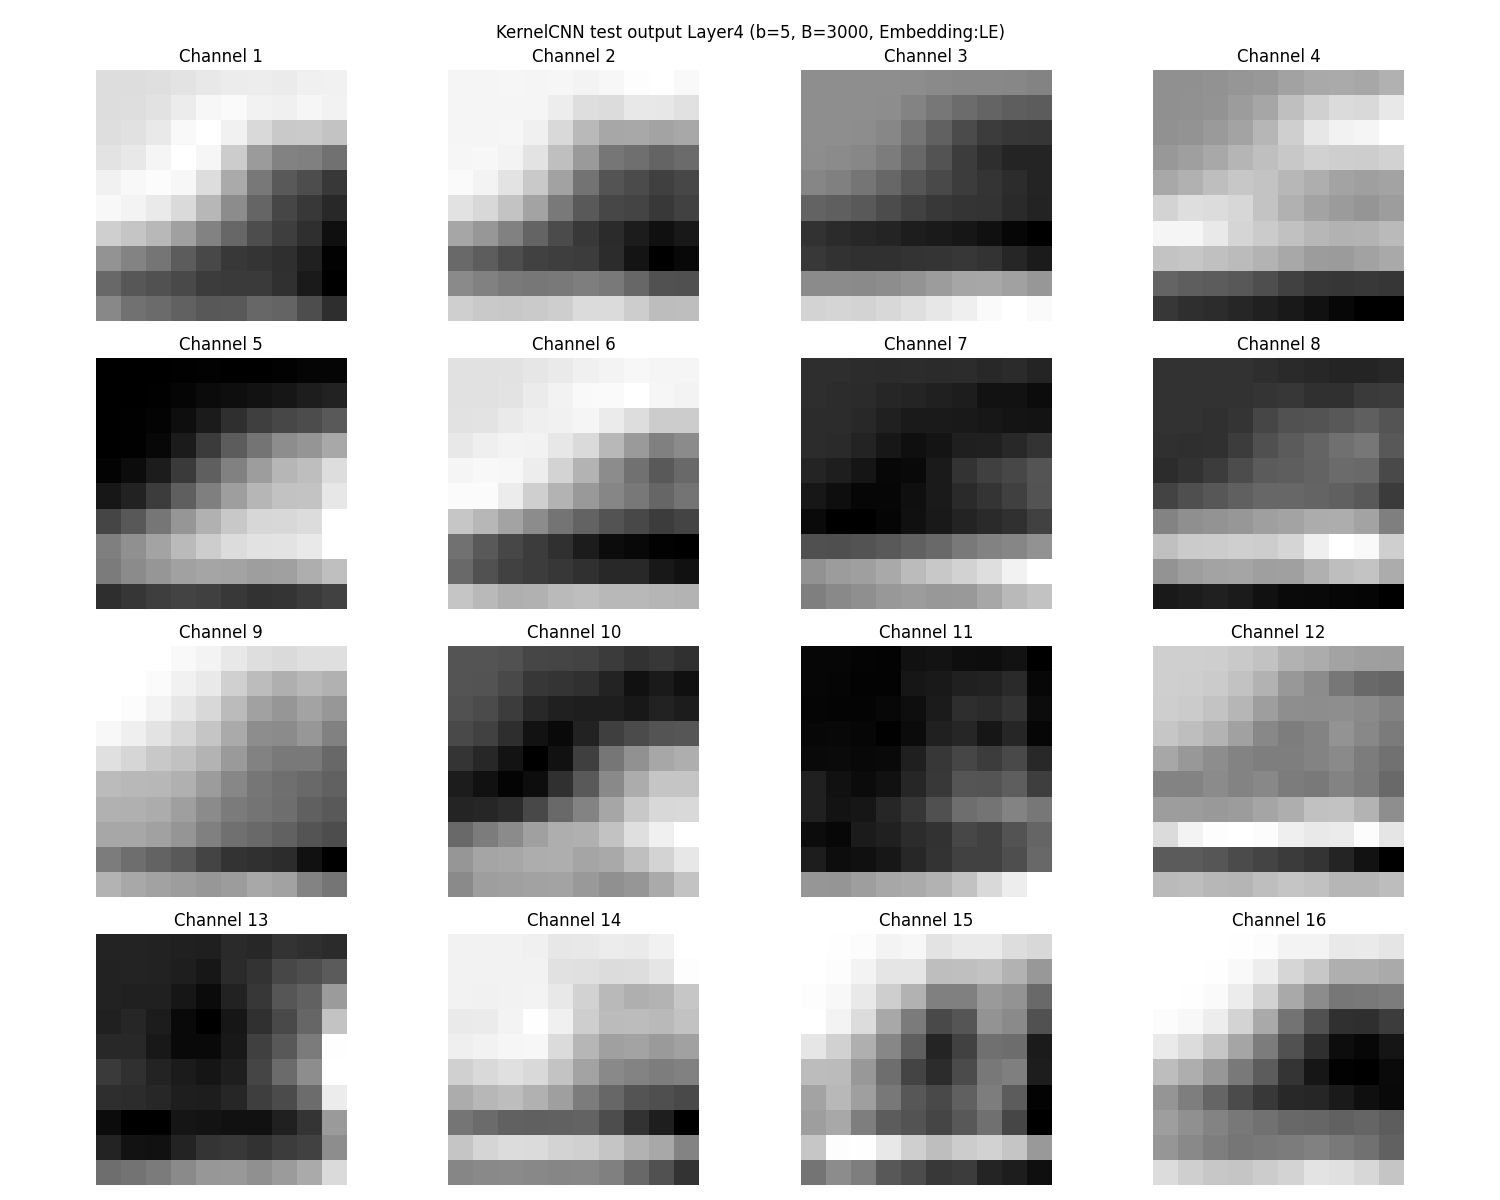 KernelCNN test output Layer4 (b=5, B=3000, Embedding:LE)
Channel 1
Channel 2
Channel 3
Channel 4
Channel 5
Channel 6
Channel 7
Channel 8
Channel 9
Channel 10
Channel 11
Channel 12
Channel 13
Channel 14
Channel 15
Channel 16